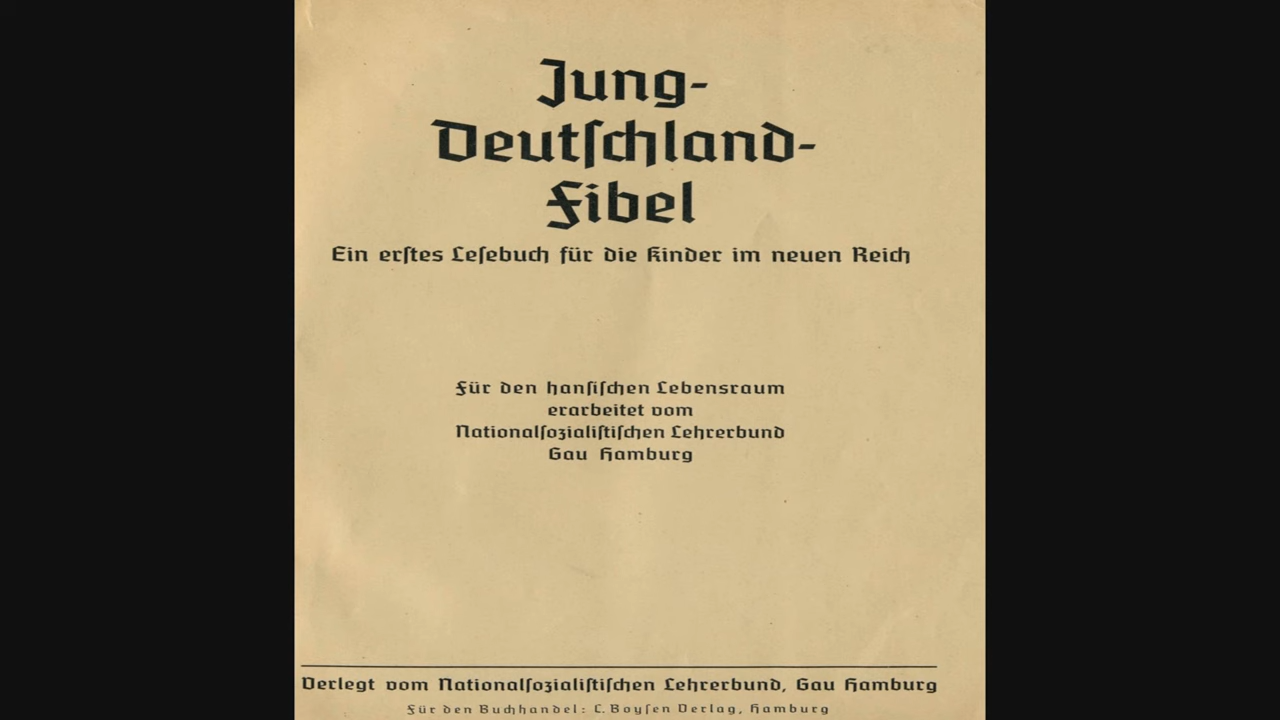 Jung-
Deutſchland-
Fibel
Ein erſtes Leſebuch für die Kinder im neuen Reich
Für den hanſiſchen Lebensraum
erarbeitet vom
Nationalſozialiſtiſchen Lehrerbund
Gau Hamburg
Verlegt vom Nationalſozialiſtiſchen Lehrerbund, Gau Hamburg
Für den Buchhandel: C. Boyſen Verlag, Hamburg